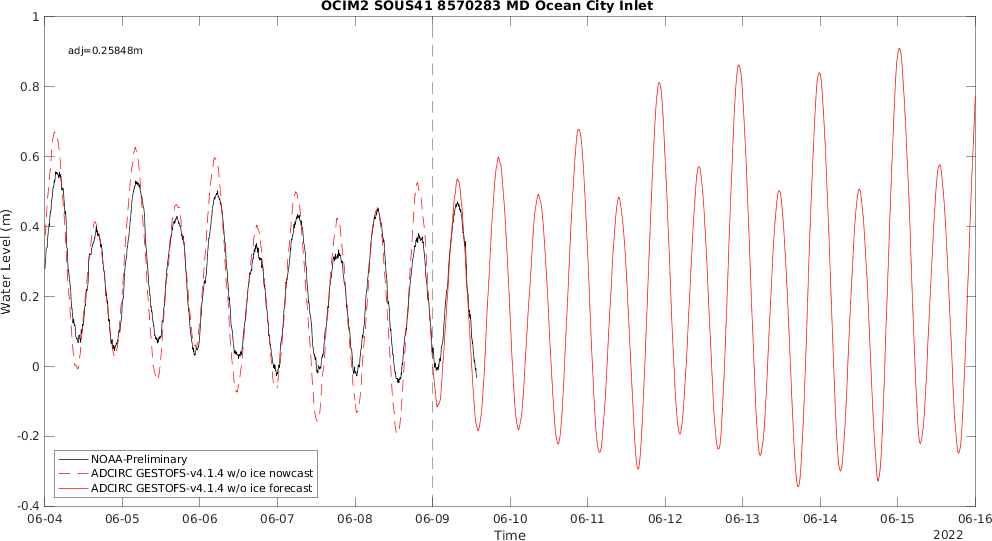 OCIM2 SOUS41 8570283 MD Ocean City Inlet
adj=0.25848m
Water Level (m)
1
0.8
0.6
0.4
0.2
0
-0.2
-0.4
NOAA-Preliminary
ADCIRC GESTOFS-v4.1.4 w/o ice nowcast
ADCIRC GESTOFS-v4.1.4 w/o ice forecast
06-04 06-05 06-06 06-07 06-08 06-09 06-10 06-11 06-12 06-13 06-14 06-15 06-16
Time
2022